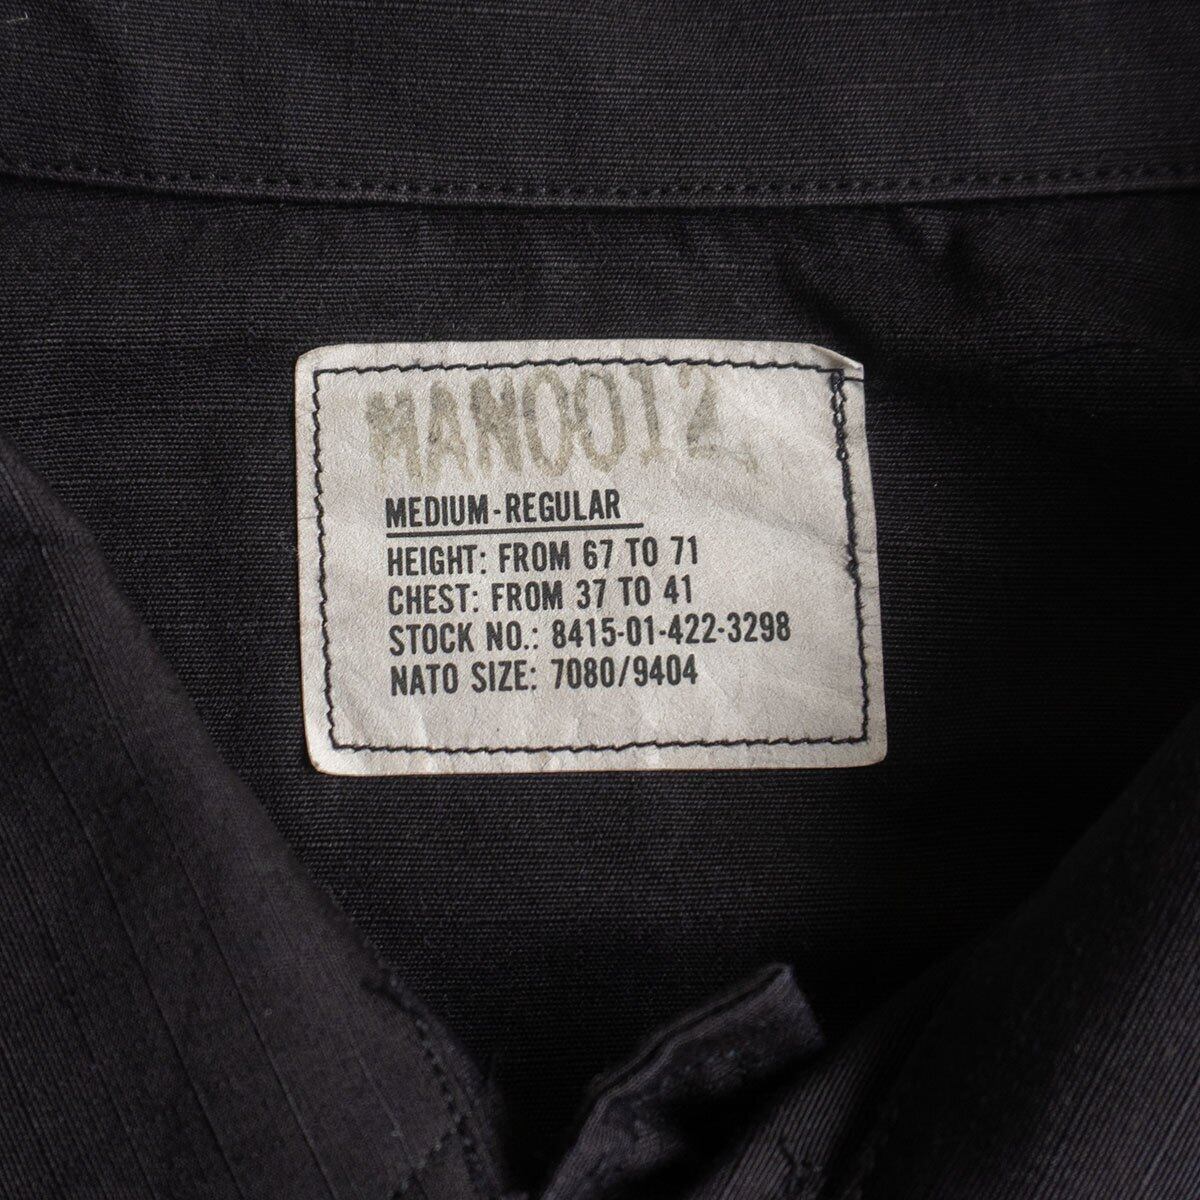 MEDIUM-REGULAR
HEIGHT: FROM 67 TO 71
CHEST: FROM 37 TO 41
STOCK NO.: 8415-01-422-3298
NATO SIZE: 7080/9404